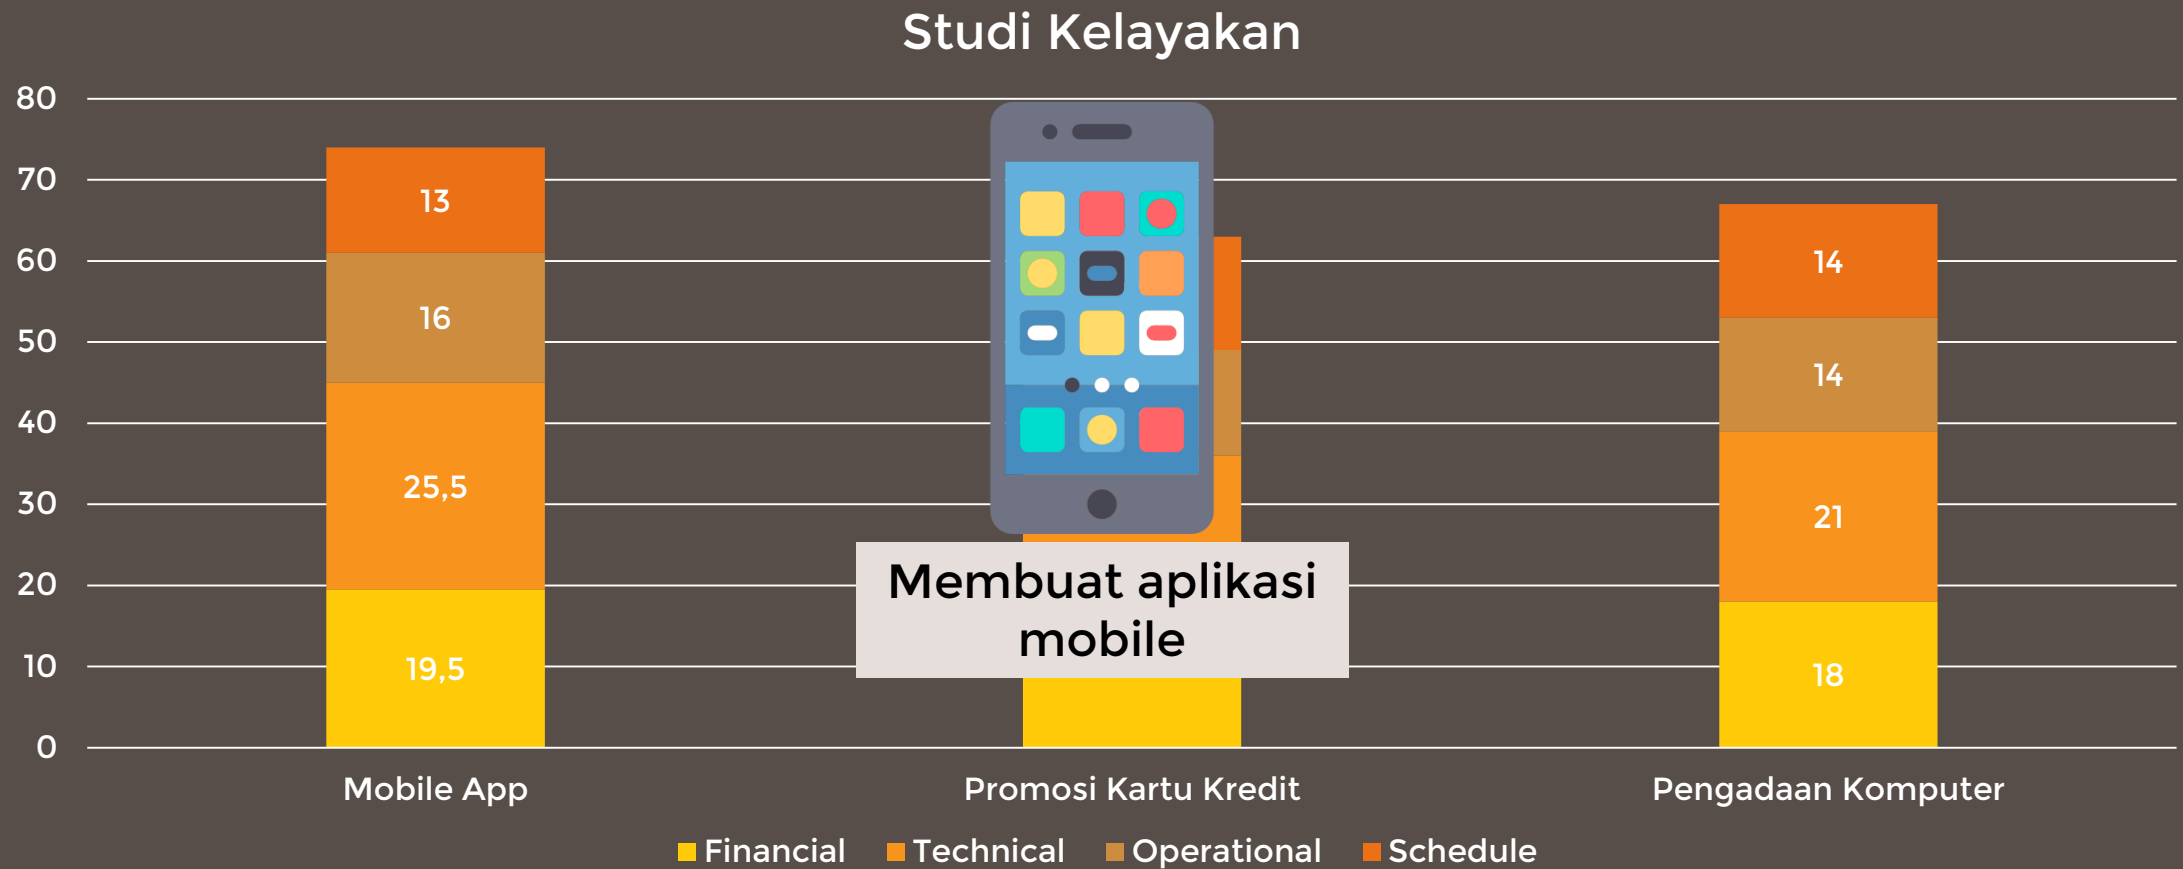 Studi Kelayakan
80
70
60
50
40
30
20
10
0
13
16
25,5
19,5
Membuat aplikasi
mobile
14
14
21
18
Mobile App
Promosi Kartu Kredit
Pengadaan Komputer
Financial
Technical
Operational
Schedule